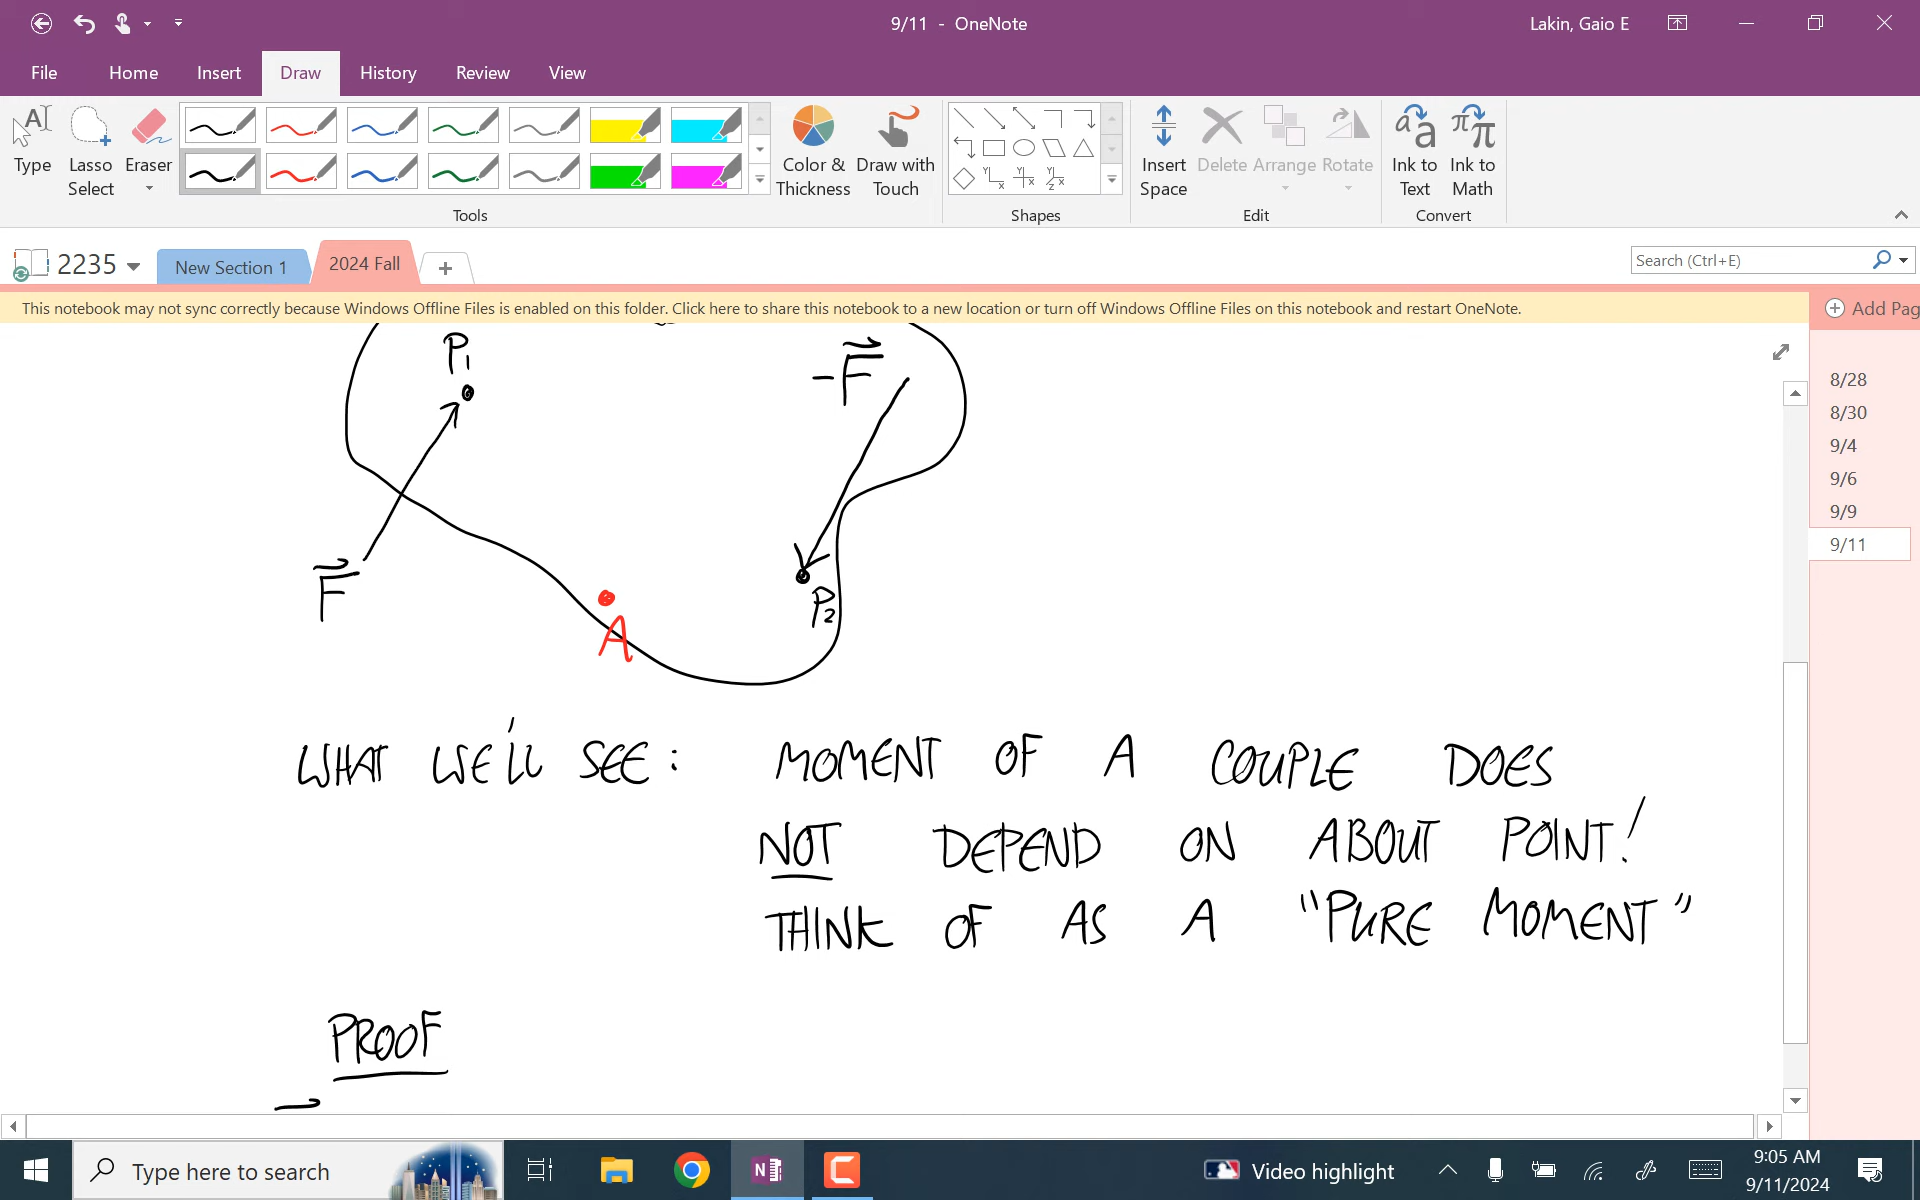 9/11 - OneNote
Lakin, Gaio E
File Home Insert Draw History Review View
Type
Lasso Select
Eraser
Color & Thickness
Draw with Touch
Insert Space
Delete
Arrange
Rotate
Ink to Text
Ink to Math
Tools
Shapes
Edit
Convert
2235
New Section 1
2024 Fall
Search (Ctrl+E)
This notebook may not sync correctly because Windows Offline Files is enabled on this folder. Click here to share this notebook to a new location or turn off Windows Offline Files on this notebook and restart OneNote.
Add Pag
8/28
8/30
9/4
9/6
9/9
9/11
P1
-F
F
P2
A
WHAT WE'LL SEE: MOMENT OF A COUPLE DOES
NOT DEPEND ON ABOUT POINT!
THINK OF AS A "PURE MOMENT"
PROOF
Type here to search
Video highlight
9:05 AM
9/11/2024